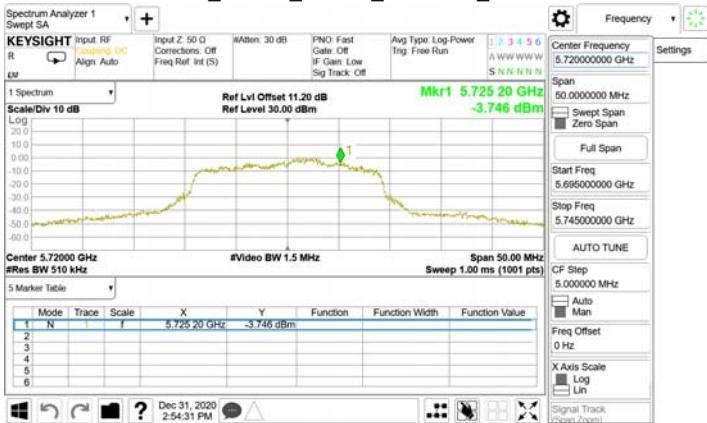 Spectrum Analyzer 1
Swept SA
+
Frequency
KEYSIGHT
R
Input: RF
Coupling: DC
Align: Auto
Input Z: 50 Ω
Corrections: Off
Freq Ref: Int (S)
#Atten: 30 dB
PNO: Fast
Gate: Off
IF Gain: Low
Sig Track: Off
Avg Type: Log-Power
Trig: Free Run
1 2 3 4 5 6
A W W W W W
S N N N N N
1 Spectrum
Scale/Div 10 dB
Ref Lvl Offset 11.20 dB
Ref Level 30.00 dBm
Mkr1 5.725 20 GHz
-3.746 dBm
Log
20.0
10.0
0.00
-10.0
-20.0
-30.0
-40.0
-50.0
-60.0
1
Center 5.72000 GHz
#Res BW 510 kHz
#Video BW 1.5 MHz
Span 50.00 MHz
Sweep 1.00 ms (1001 pts)
5 Marker Table
Mode Trace Scale X Y Function Function Width Function Value
1 N 1 f 5.725 20 GHz -3.746 dBm
2
3
4
5
6
Dec 31, 2020
2:54:31 PM
?
Center Frequency
5.720000000 GHz
Settings
Span
50.0000000 MHz
Swept Span
Zero Span
Full Span
Start Freq
5.695000000 GHz
Stop Freq
5.745000000 GHz
AUTO TUNE
CF Step
5.000000 MHz
Auto
Man
Freq Offset
0 Hz
X Axis Scale
Log
Lin
Signal Track
(Span Zoom)